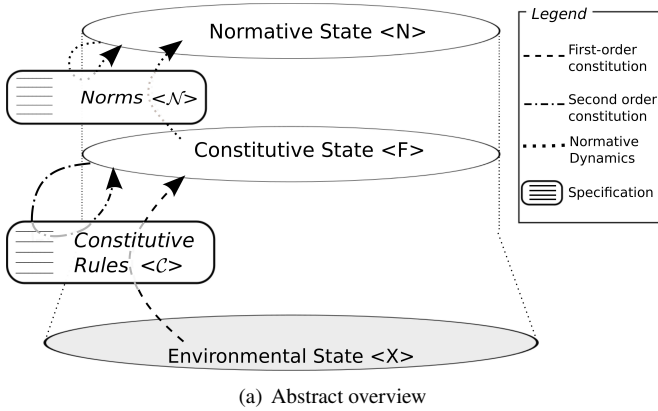 Normative State <N>
Norms <𝒩>
Constitutive State <F>
Constitutive
Rules <𝒞>
Environmental State <X>
Legend
First-order
constitution
Second order
constitution
Normative
Dynamics
Specification
(a) Abstract overview